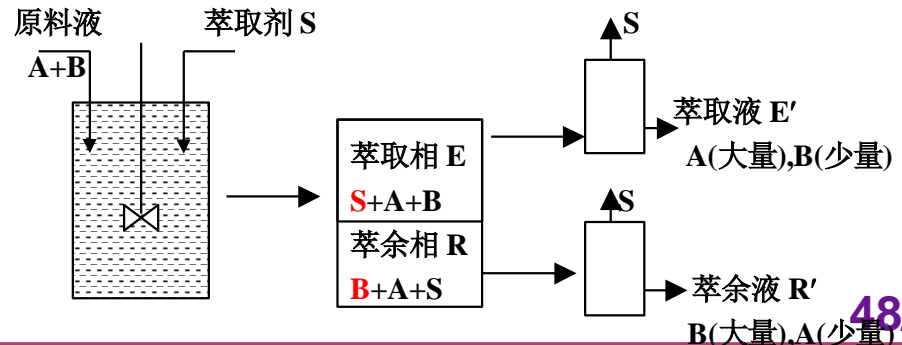 原料液
萃取剂 S
A+B
萃取相 E
S+A+B
萃余相 R
B+A+S
S
萃取液 E′
A(大量),B(少量)
S
萃余液 R′
B(大量),A(少量)
48